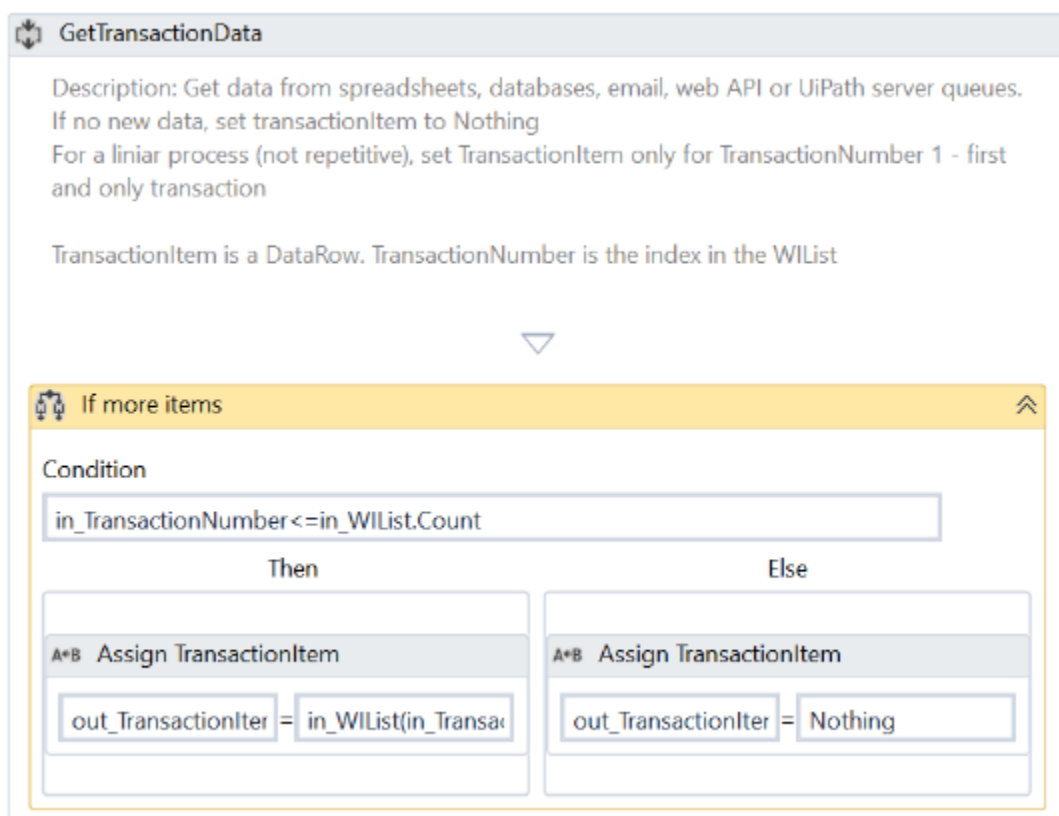 GetTransactionData
Description: Get data from spreadsheets, databases, email, web API or UiPath server queues.
If no new data, set transactionItem to Nothing
For a liniar process (not repetitive), set TransactionItem only for TransactionNumber 1 - first
and only transaction
TransactionItem is a DataRow. TransactionNumber is the index in the WIList
If more items
Condition
in_TransactionNumber<=in_WIList.Count
Then Else
A+B Assign TransactionItem A+B Assign TransactionItem
out_TransactionIter = in_WIList(in_Transac out_TransactionIter = Nothing